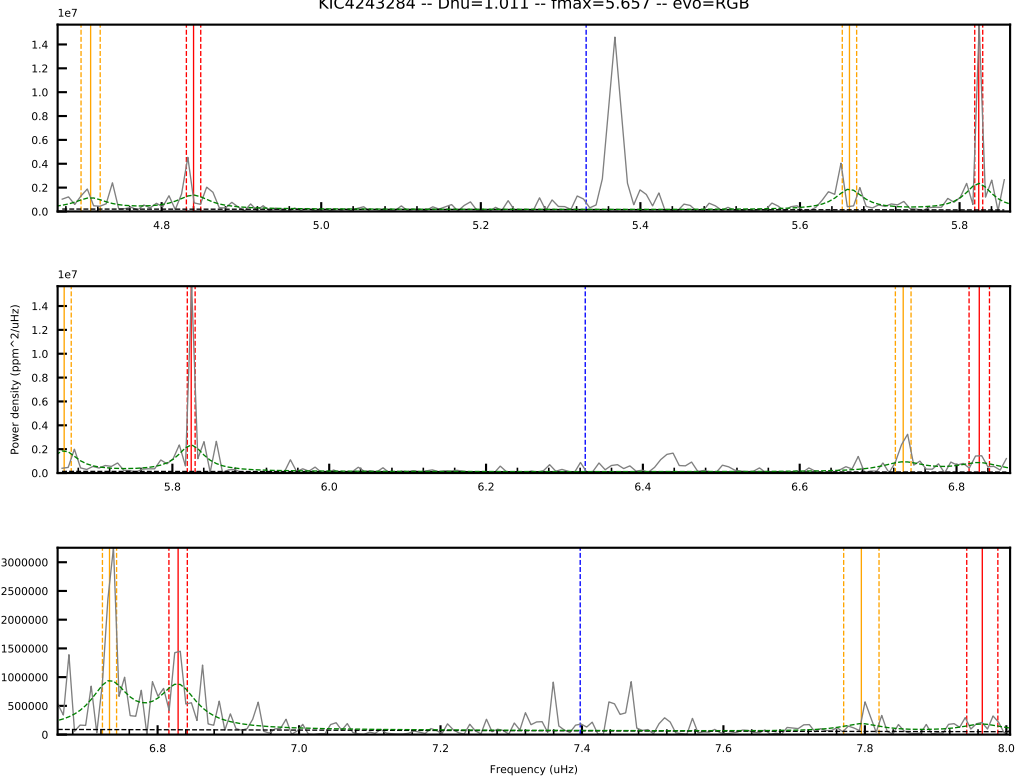 KIC4243284 -- Dnu=1.011 -- fmax=5.657 -- evo=RGB
1e7
1.4
1.2
1.0
0.8
0.6
0.4
0.2
0.0
4.8 5.0 5.2 5.4 5.6 5.8
1e7
1.4
1.2
1.0
0.8
0.6
0.4
0.2
0.0
Power density (ppm^2/uHz)
5.8 6.0 6.2 6.4 6.6 6.8
3000000
2500000
2000000
1500000
1000000
500000
0
6.8 7.0 7.2 7.4 7.6 7.8 8.0
Frequency (uHz)